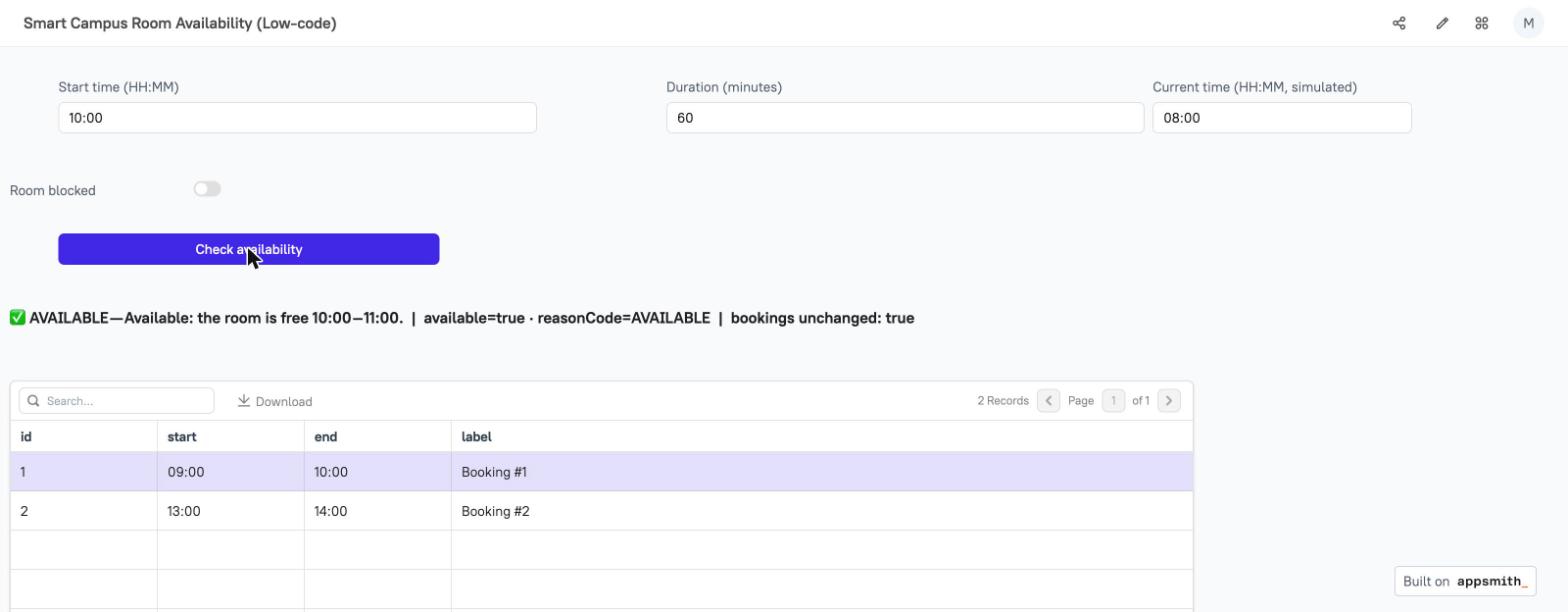 Smart Campus Room Availability (Low-code)
M
Start time (HH:MM)
Duration (minutes)
Current time (HH:MM, simulated)
10:00
60
08:00
Room blocked
Check availability
✅ AVAILABLE—Available: the room is free 10:00–11:00. | available=true · reasonCode=AVAILABLE | bookings unchanged: true
Search...
Download
2 Records
Page
1
of 1
id start end label
1 09:00 10:00 Booking #1
2 13:00 14:00 Booking #2
Built on appsmith_